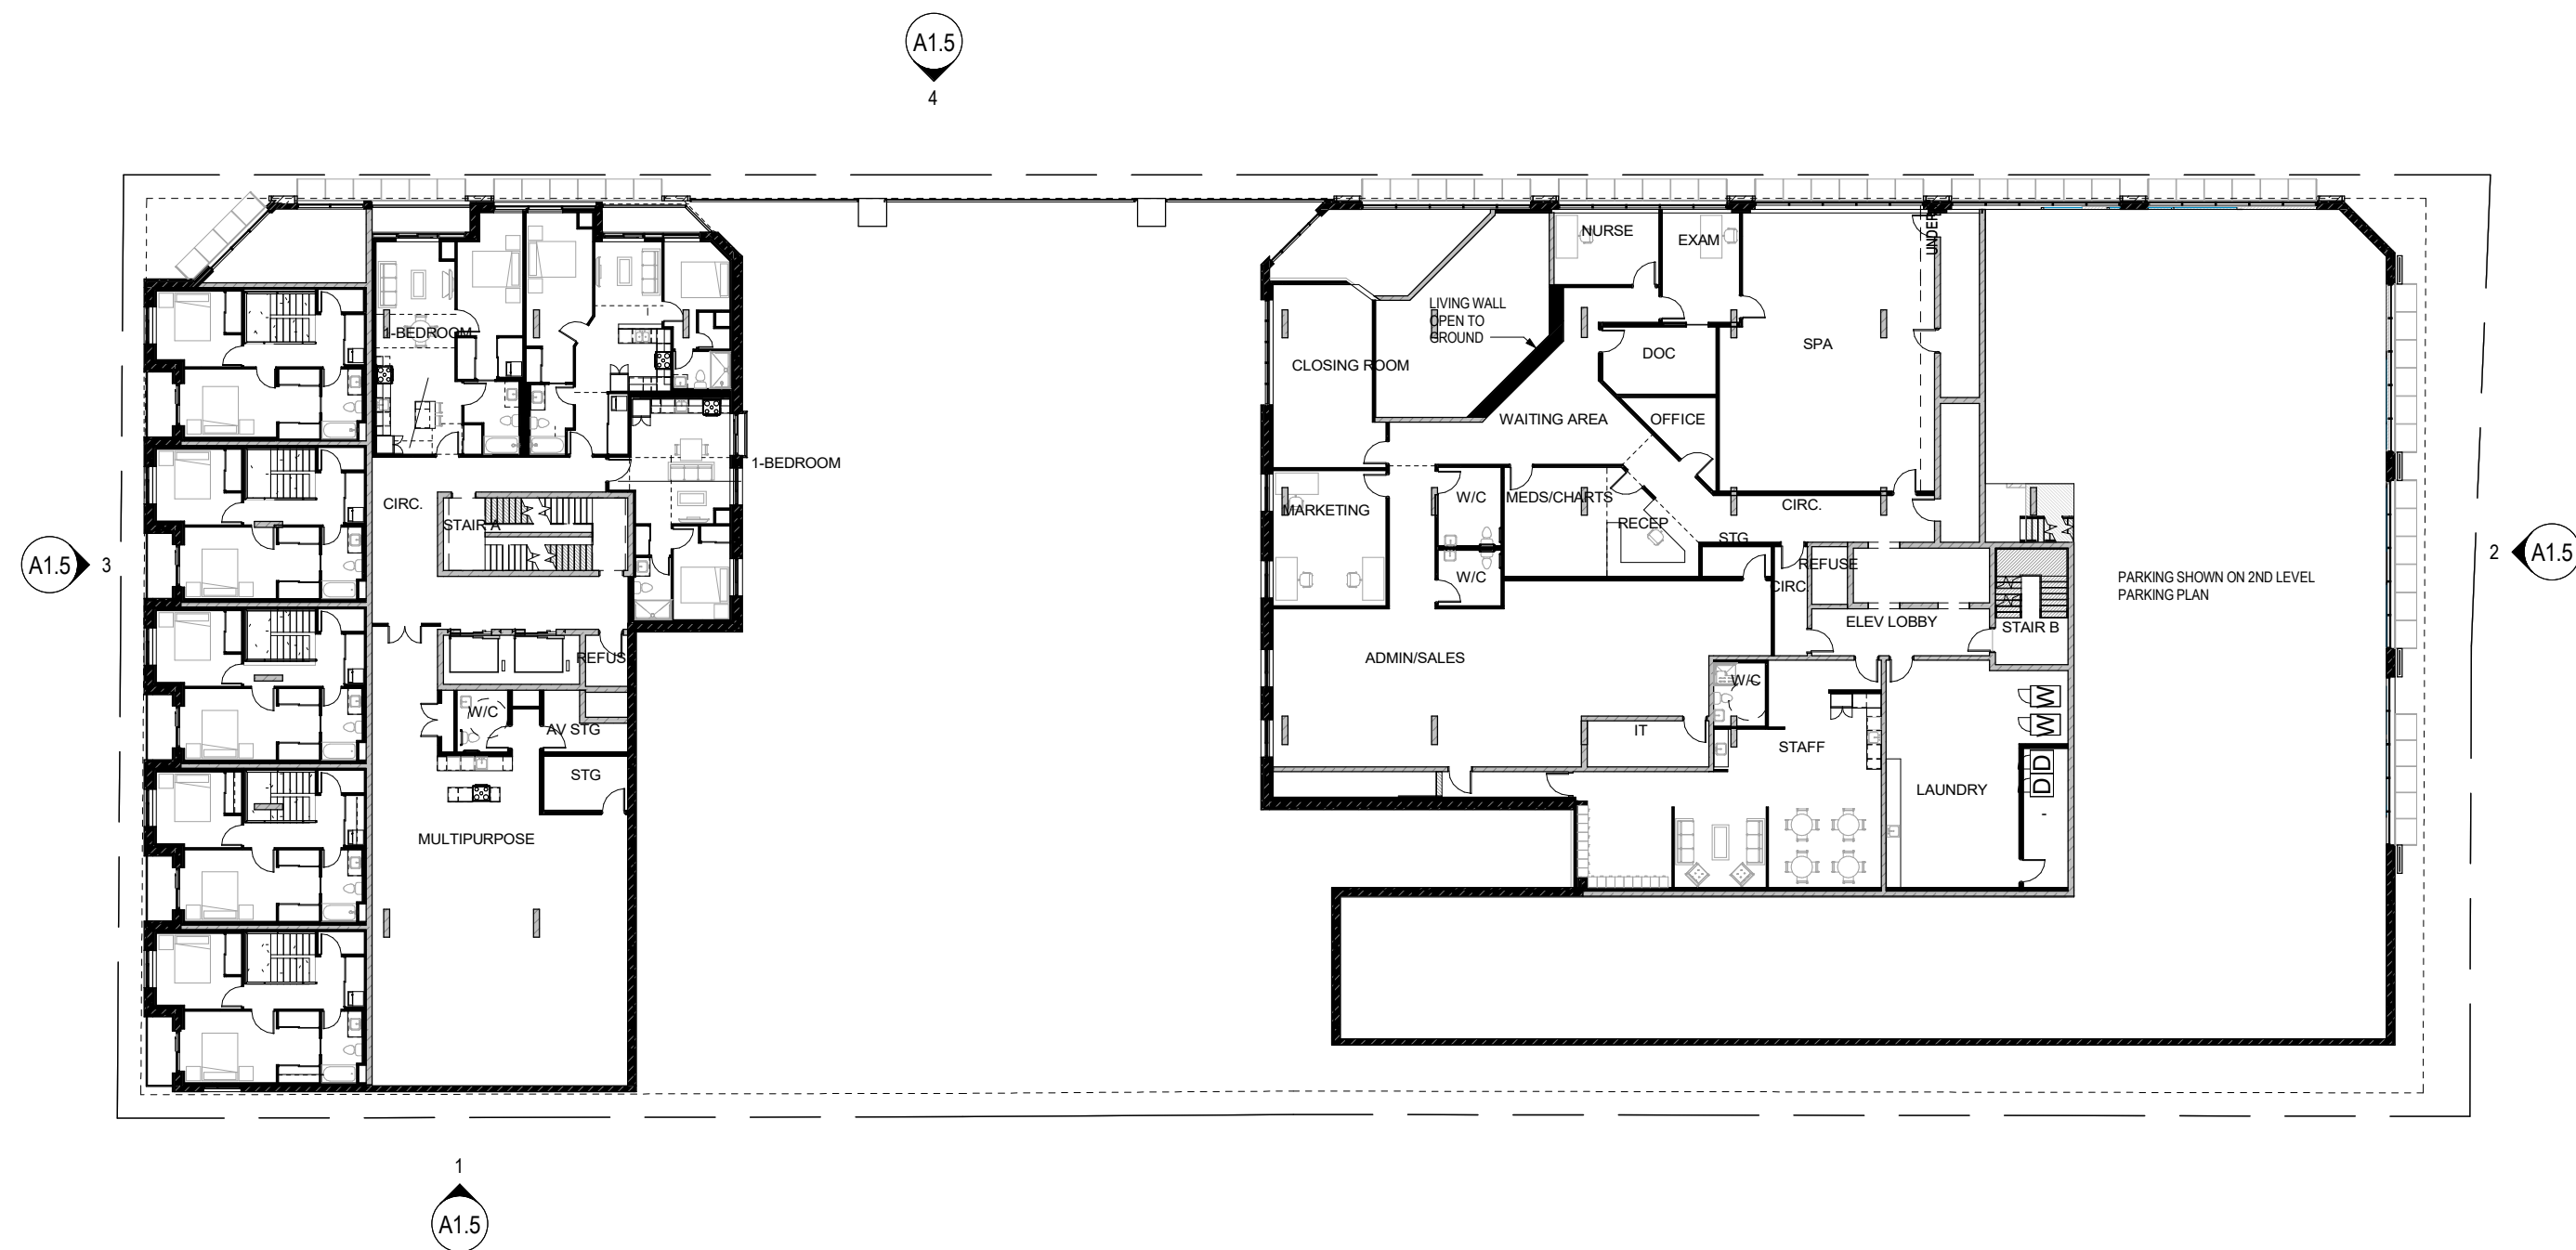 A1.5
4
NURSE
EXAM
UNDER
LIVING WALL
OPEN TO
GROUND
1-BEDROOM
DOC
SPA
CLOSING ROOM
WAITING AREA
OFFICE
1-BEDROOM
CIRC.
STAIR A
MARKETING
W/C
MEDS/CHARTS
RECEP
CIRC.
STG
A1.5
3
W/C
CIRC.
REFUSE
PARKING SHOWN ON 2ND LEVEL
PARKING PLAN
2
A1.5
ELEV LOBBY
STAIR B
REFUS
ADMIN/SALES
W/C
W/C
AV STG
IT
STAFF
W
W
STG
LAUNDRY
D
D
MULTIPURPOSE
1
A1.5